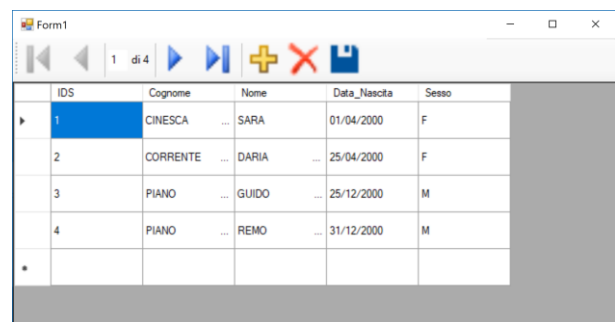 Form1
1 di 4
IDS Cognome Nome Data_Nascita Sesso
1 CINESCA ... SARA 01/04/2000 F
2 CORRENTE ... DARIA ... 25/04/2000 F
3 PIANO ... GUIDO ... 25/12/2000 M
4 PIANO ... REMO ... 31/12/2000 M